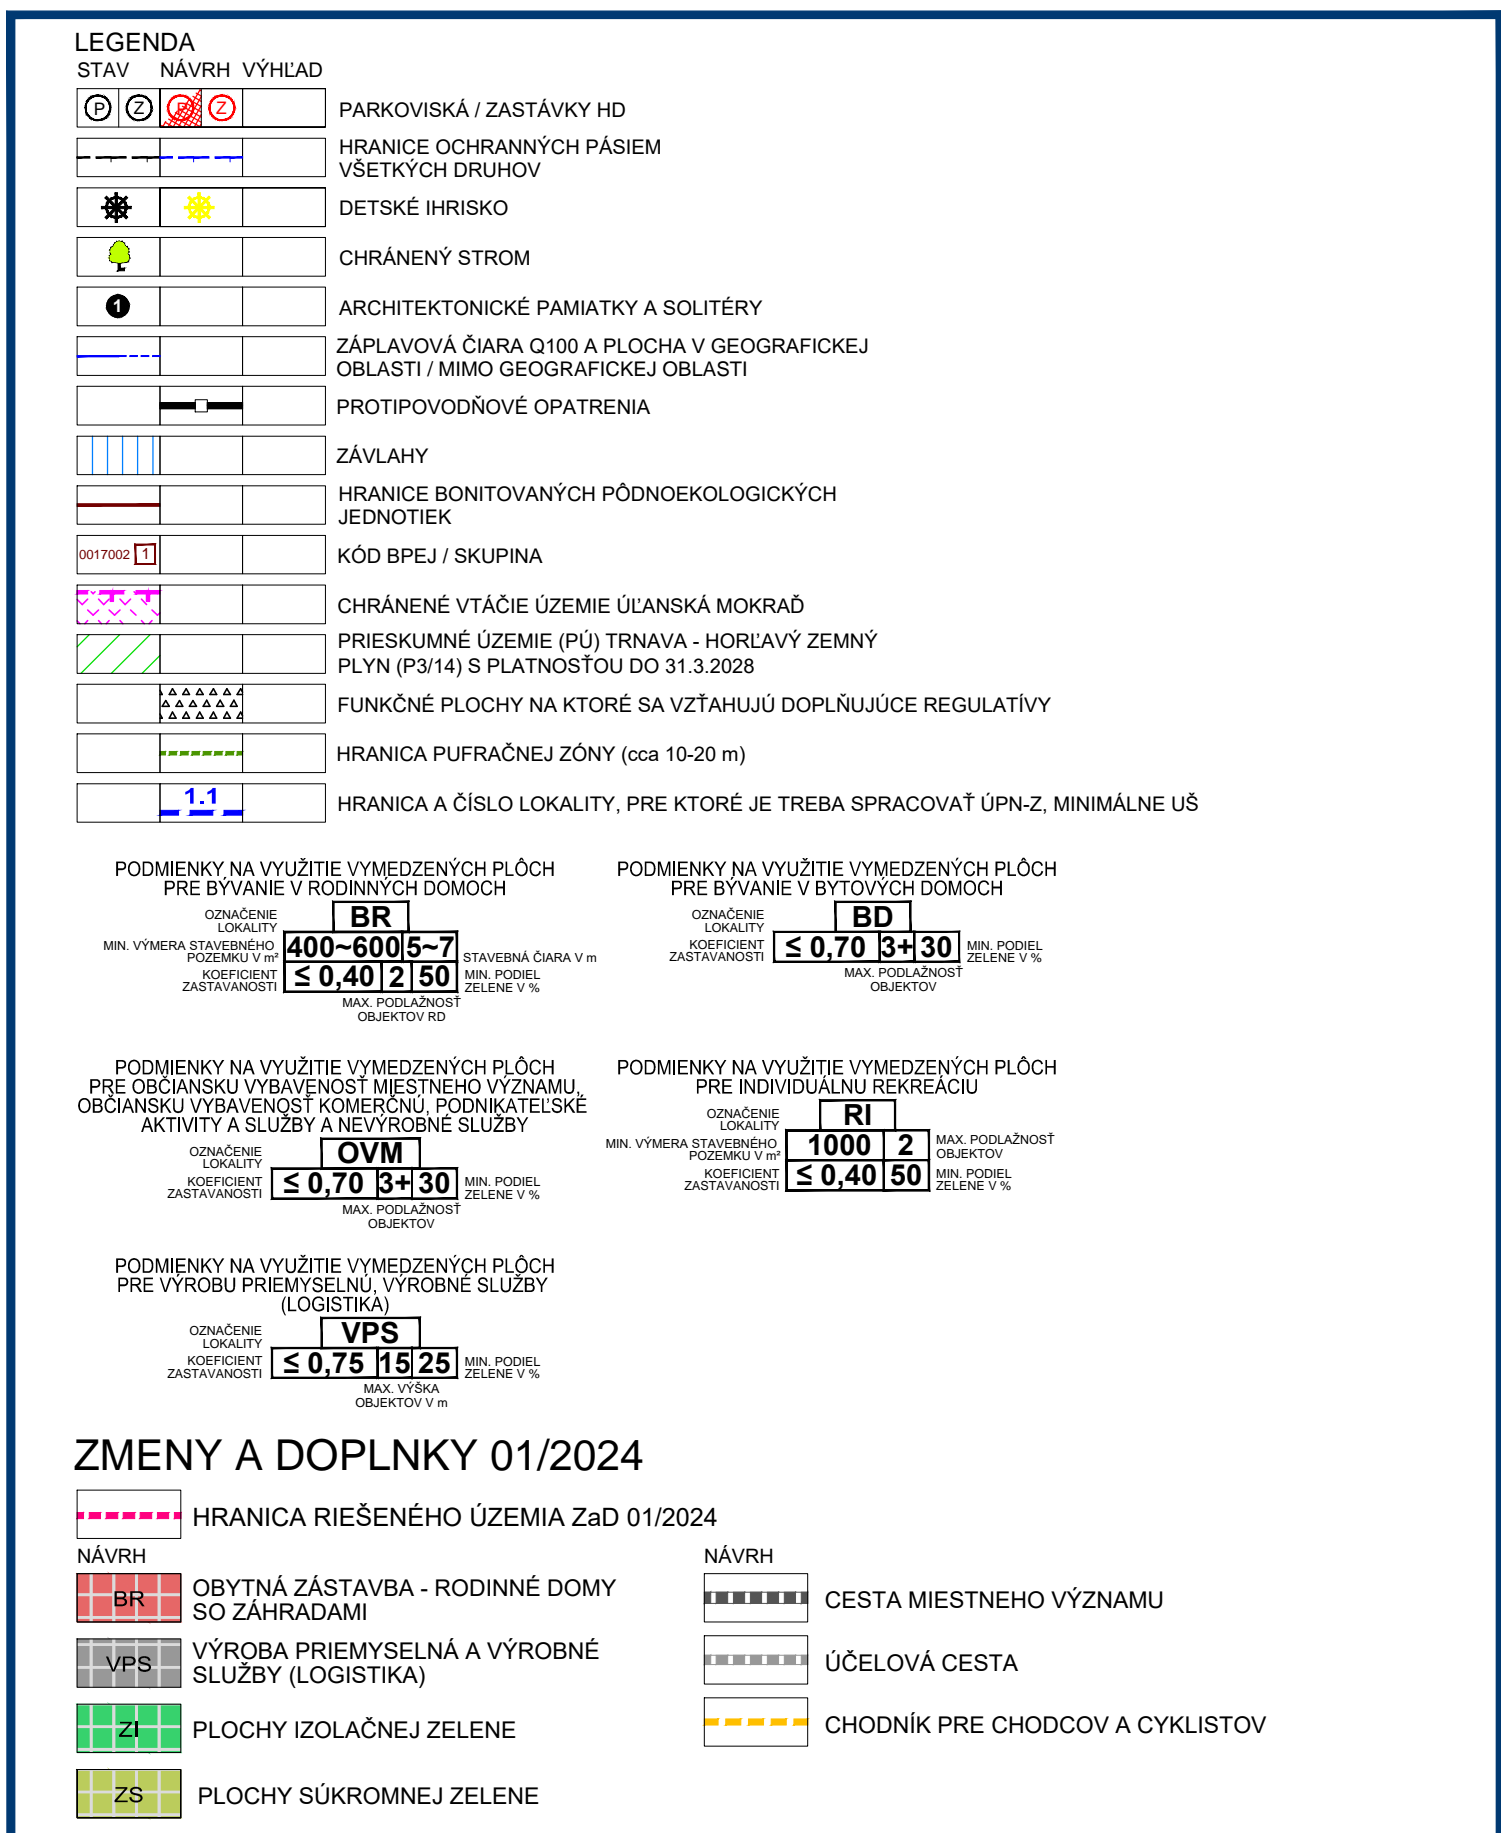 LEGENDA
STAV NÁVRH VÝHĽAD
P Z P Z PARKOVISKÁ / ZASTÁVKY HD
HRANICE OCHRANNÝCH PÁSIEM
VŠETKÝCH DRUHOV
DETSKÉ IHRISKO
CHRÁNENÝ STROM
1 ARCHITEKTONICKÉ PAMIATKY A SOLITÉRY
ZÁPLAVOVÁ ČIARA Q100 A PLOCHA V GEOGRAFICKEJ
OBLASTI / MIMO GEOGRAFICKEJ OBLASTI
PROTIPOVODŇOVÉ OPATRENIA
ZÁVLAHY
HRANICE BONITOVANÝCH PÔDNOEKOLOGICKÝCH
JEDNOTIEK
0017002 1 KÓD BPEJ / SKUPINA
CHRÁNENÉ VTÁČIE ÚZEMIE ÚĽANSKÁ MOKRAĎ
PRIESKUMNÉ ÚZEMIE (PÚ) TRNAVA - HORĽAVÝ ZEMNÝ
PLYN (P3/14) S PLATNOSŤOU DO 31.3.2028
FUNKČNÉ PLOCHY NA KTORÉ SA VZŤAHUJÚ DOPLŇUJÚCE REGULATÍVY
HRANICA PUFRAČNEJ ZÓNY (cca 10-20 m)
1.1 HRANICA A ČÍSLO LOKALITY, PRE KTORÉ JE TREBA SPRACOVAŤ ÚPN-Z, MINIMÁLNE UŠ
PODMIENKY NA VYUŽITIE VYMEDZENÝCH PLÔCH
PRE BÝVANIE V RODINNÝCH DOMOCH
OZNAČENIE
LOKALITY
BR
MIN. VÝMERA STAVEBNÉHO
POZEMKU V m²
400~600 5~7
STAVEBNÁ ČIARA V m
KOEFICIENT
ZASTAVANOSTI
≤ 0,40 2 50
MIN. PODIEL
ZELENE V %
MAX. PODLAŽNOSŤ
OBJEKTOV RD
PODMIENKY NA VYUŽITIE VYMEDZENÝCH PLÔCH
PRE BÝVANIE V BYTOVÝCH DOMOCH
OZNAČENIE
LOKALITY
BD
KOEFICIENT
ZASTAVANOSTI
≤ 0,70 3+ 30
MIN. PODIEL
ZELENE V %
MAX. PODLAŽNOSŤ
OBJEKTOV
PODMIENKY NA VYUŽITIE VYMEDZENÝCH PLÔCH
PRE OBČIANSKU VYBAVENOSŤ MIESTNEHO VÝZNAMU,
OBČIANSKU VYBAVENOSŤ KOMERČNÚ, PODNIKATEĽSKÉ
AKTIVITY A SLUŽBY A NEVÝROBNÉ SLUŽBY
OZNAČENIE
LOKALITY
OVM
KOEFICIENT
ZASTAVANOSTI
≤ 0,70 3+ 30
MIN. PODIEL
ZELENE V %
MAX. PODLAŽNOSŤ
OBJEKTOV
PODMIENKY NA VYUŽITIE VYMEDZENÝCH PLÔCH
PRE INDIVIDUÁLNU REKREÁCIU
OZNAČENIE
LOKALITY
RI
MIN. VÝMERA STAVEBNÉHO
POZEMKU V m²
1000 2
MAX. PODLAŽNOSŤ
OBJEKTOV
KOEFICIENT
ZASTAVANOSTI
≤ 0,40 50
MIN. PODIEL
ZELENE V %
PODMIENKY NA VYUŽITIE VYMEDZENÝCH PLÔCH
PRE VÝROBU PRIEMYSELNÚ, VÝROBNÉ SLUŽBY
(LOGISTIKA)
OZNAČENIE
LOKALITY
VPS
KOEFICIENT
ZASTAVANOSTI
≤ 0,75 15 25
MIN. PODIEL
ZELENE V %
MAX. VÝŠKA
OBJEKTOV V m
ZMENY A DOPLNKY 01/2024
HRANICA RIEŠENÉHO ÚZEMIA ZaD 01/2024
NÁVRH
BR OBYTNÁ ZÁSTAVBA - RODINNÉ DOMY
SO ZÁHRADAMI
VPS VÝROBA PRIEMYSELNÁ A VÝROBNÉ
SLUŽBY (LOGISTIKA)
ZI PLOCHY IZOLAČNEJ ZELENE
ZS PLOCHY SÚKROMNEJ ZELENE
NÁVRH
CESTA MIESTNEHO VÝZNAMU
ÚČELOVÁ CESTA
CHODNÍK PRE CHODCOV A CYKLISTOV